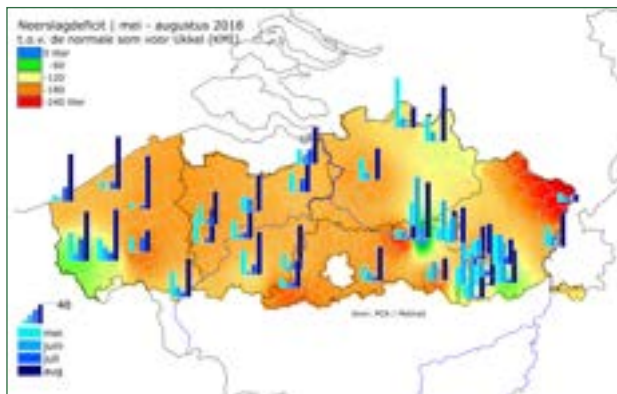 Neerslagdeficit | mei - augustus 2018
t.o.v. de normale som voor Ukkel (KMI)
0 liter
-60
-120
-180
-240 liter
40
mei
juni
juli
aug